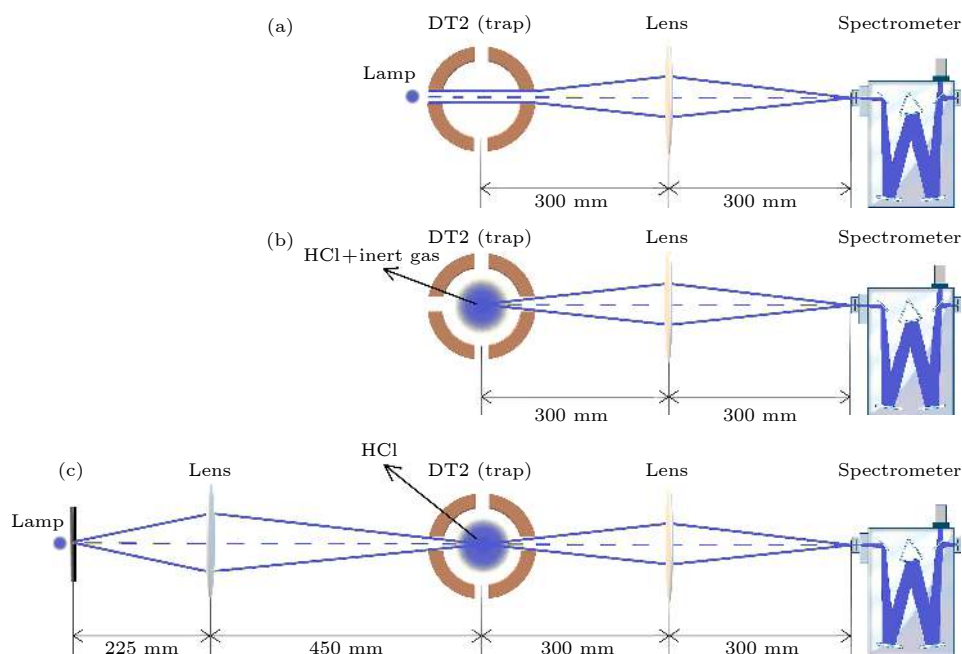 (a)
DT2 (trap)
Lens
Spectrometer
Lamp
300 mm
300 mm
(b)
DT2 (trap)
Lens
Spectrometer
HCl+inert gas
300 mm
300 mm
HCl
(c)
Lens
DT2 (trap)
Lens
Spectrometer
Lamp
225 mm
450 mm
300 mm
300 mm